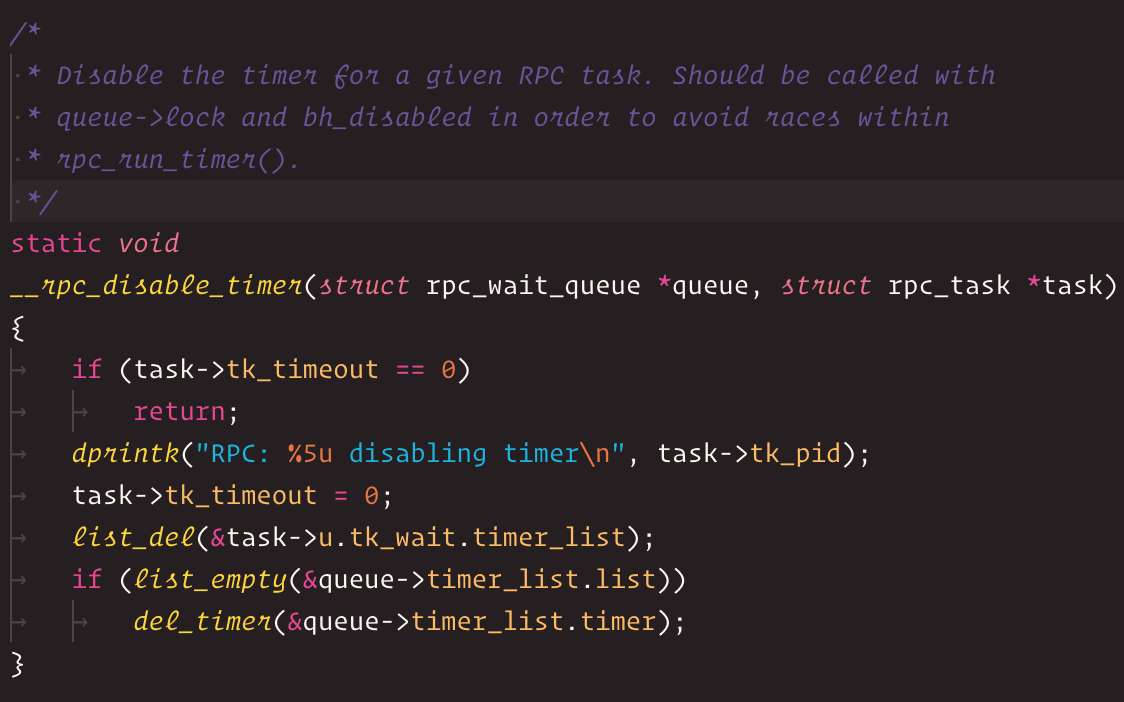 /*
 * Disable the timer for a given RPC task. Should be called with
 * queue->lock and bh_disabled in order to avoid races within
 * rpc_run_timer().
 */
static void
__rpc_disable_timer(struct rpc_wait_queue *queue, struct rpc_task *task)
{
	if (task->tk_timeout == 0)
		return;
	dprintk("RPC: %5u disabling timer\n", task->tk_pid);
	task->tk_timeout = 0;
	list_del(&task->u.tk_wait.timer_list);
	if (list_empty(&queue->timer_list.list))
		del_timer(&queue->timer_list.timer);
}